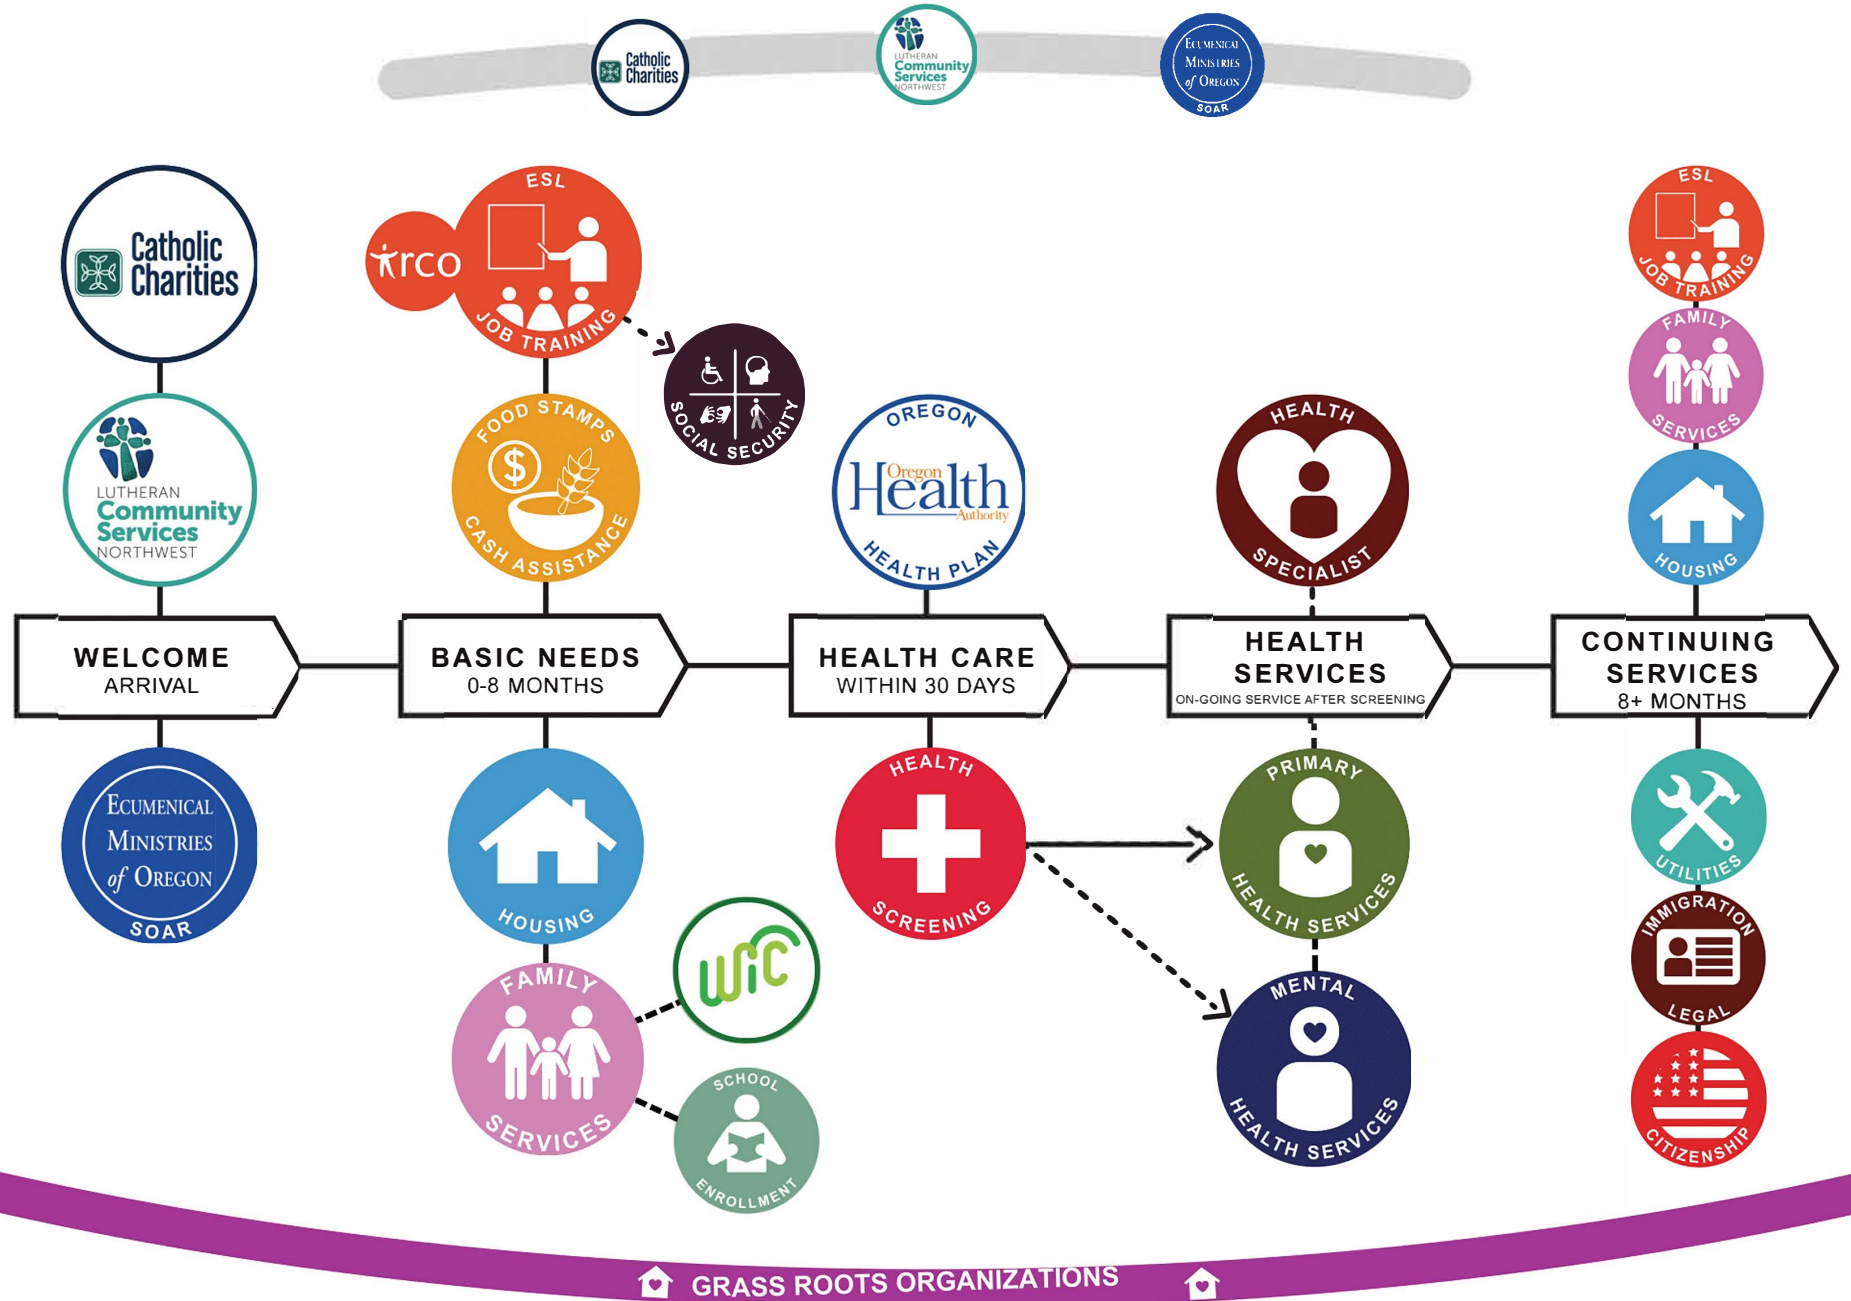 Catholic
Charities
LUTHERAN
Community
Services
NORTHWEST
ECUMENICAL
MINISTRIES
of OREGON
SOAR
Catholic
Charities
LUTHERAN
Community
Services
NORTHWEST
WELCOME
ARRIVAL
ECUMENICAL
MINISTRIES
of OREGON
SOAR
irco
ESL
JOB TRAINING
SOCIAL SECURITY
FOOD STAMPS
$
CASH ASSISTANCE
BASIC NEEDS
0-8 MONTHS
HOUSING
FAMILY
SERVICES
WiC
SCHOOL
ENROLLMENT
OREGON
Oregon
Health
Authority
HEALTH PLAN
HEALTH CARE
WITHIN 30 DAYS
HEALTH
SCREENING
HEALTH
SPECIALIST
HEALTH
SERVICES
ON-GOING SERVICE AFTER SCREENING
PRIMARY
HEALTH SERVICES
MENTAL
HEALTH SERVICES
ESL
JOB TRAINING
FAMILY
SERVICES
HOUSING
CONTINUING
SERVICES
8+ MONTHS
UTILITIES
IMMIGRATION
LEGAL
CITIZENSHIP
GRASS ROOTS ORGANIZATIONS